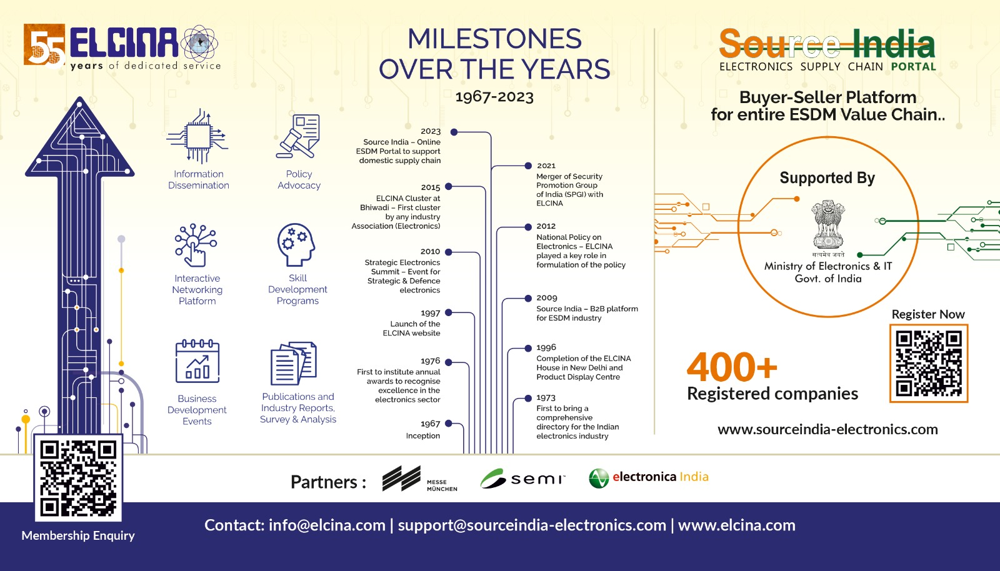 55 ELCINA
years of dedicated service
Information
Dissemination
Policy
Advocacy
Interactive
Networking
Platform
Skill
Development
Programs
Business
Development
Events
Publications and
Industry Reports,
Survey & Analysis
Membership Enquiry
MILESTONES
OVER THE YEARS
1967-2023
2023
Source India – Online
ESDM Portal to support
domestic supply chain
2021
Merger of Security
Promotion Group
of India (SPGI) with
ELCINA
2015
ELCINA Cluster at
Bhiwadi – First cluster
by any industry
Association (Electronics)
2012
National Policy on
Electronics – ELCINA
played a key role in
formulation of the policy
2010
Strategic Electronics
Summit – Event for
Strategic & Defence
electronics
2009
Source India – B2B platform
for ESDM industry
1997
Launch of the
ELCINA website
1996
Completion of the ELCINA
House in New Delhi and
Product Display Centre
1976
First to institute annual
awards to recognise
excellence in the
electronics sector
1973
First to bring a
comprehensive
directory for the Indian
electronics industry
1967
Inception
Source India
ELECTRONICS SUPPLY CHAIN PORTAL
Buyer-Seller Platform
for entire ESDM Value Chain..
Supported By
सत्यमेव जयते
Ministry of Electronics & IT
Govt. of India
Register Now
400+
Registered companies
www.sourceindia-electronics.com
Partners :
MESSE
MÜNCHEN
semi™
electronica India
Contact: info@elcina.com | support@sourceindia-electronics.com | www.elcina.com